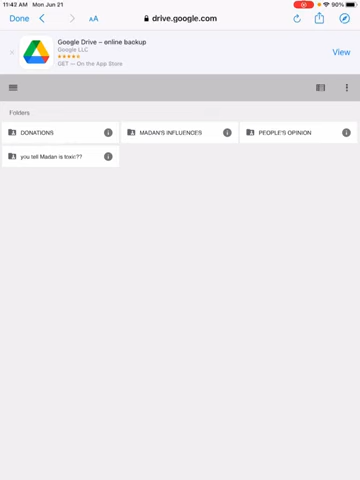 11:42 AM Mon Jun 21 90%
Done AA drive.google.com
Google Drive – online backup
Google LLC
GET — On the App Store
View
Folders
DONATIONS MADAN'S INFLUENCES PEOPLE'S OPINION
you tell Madan is toxic??